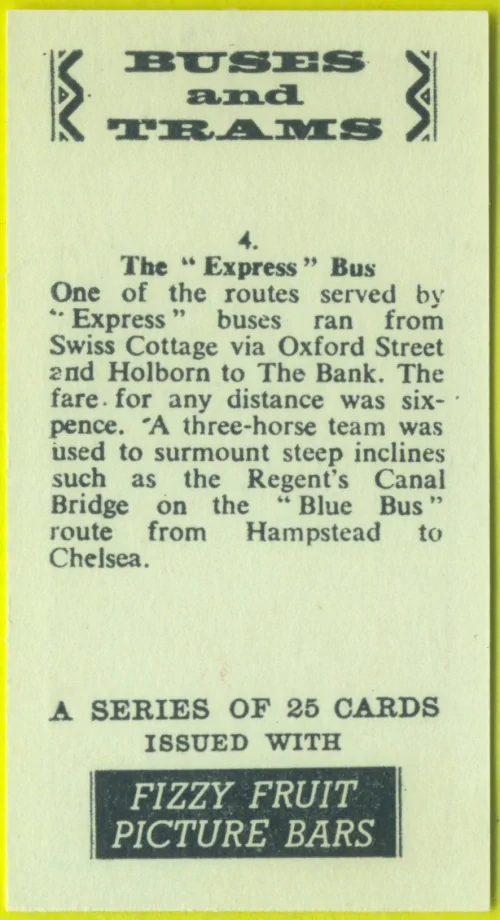 BUSES
and
TRAMS
4.
The "Express" Bus
One of the routes served by
"Express" buses ran from
Swiss Cottage via Oxford Street
and Holborn to The Bank. The
fare for any distance was six-
pence. A three-horse team was
used to surmount steep inclines
such as the Regent's Canal
Bridge on the "Blue Bus"
route from Hampstead to
Chelsea.
A SERIES OF 25 CARDS
ISSUED WITH
FIZZY FRUIT
PICTURE BARS